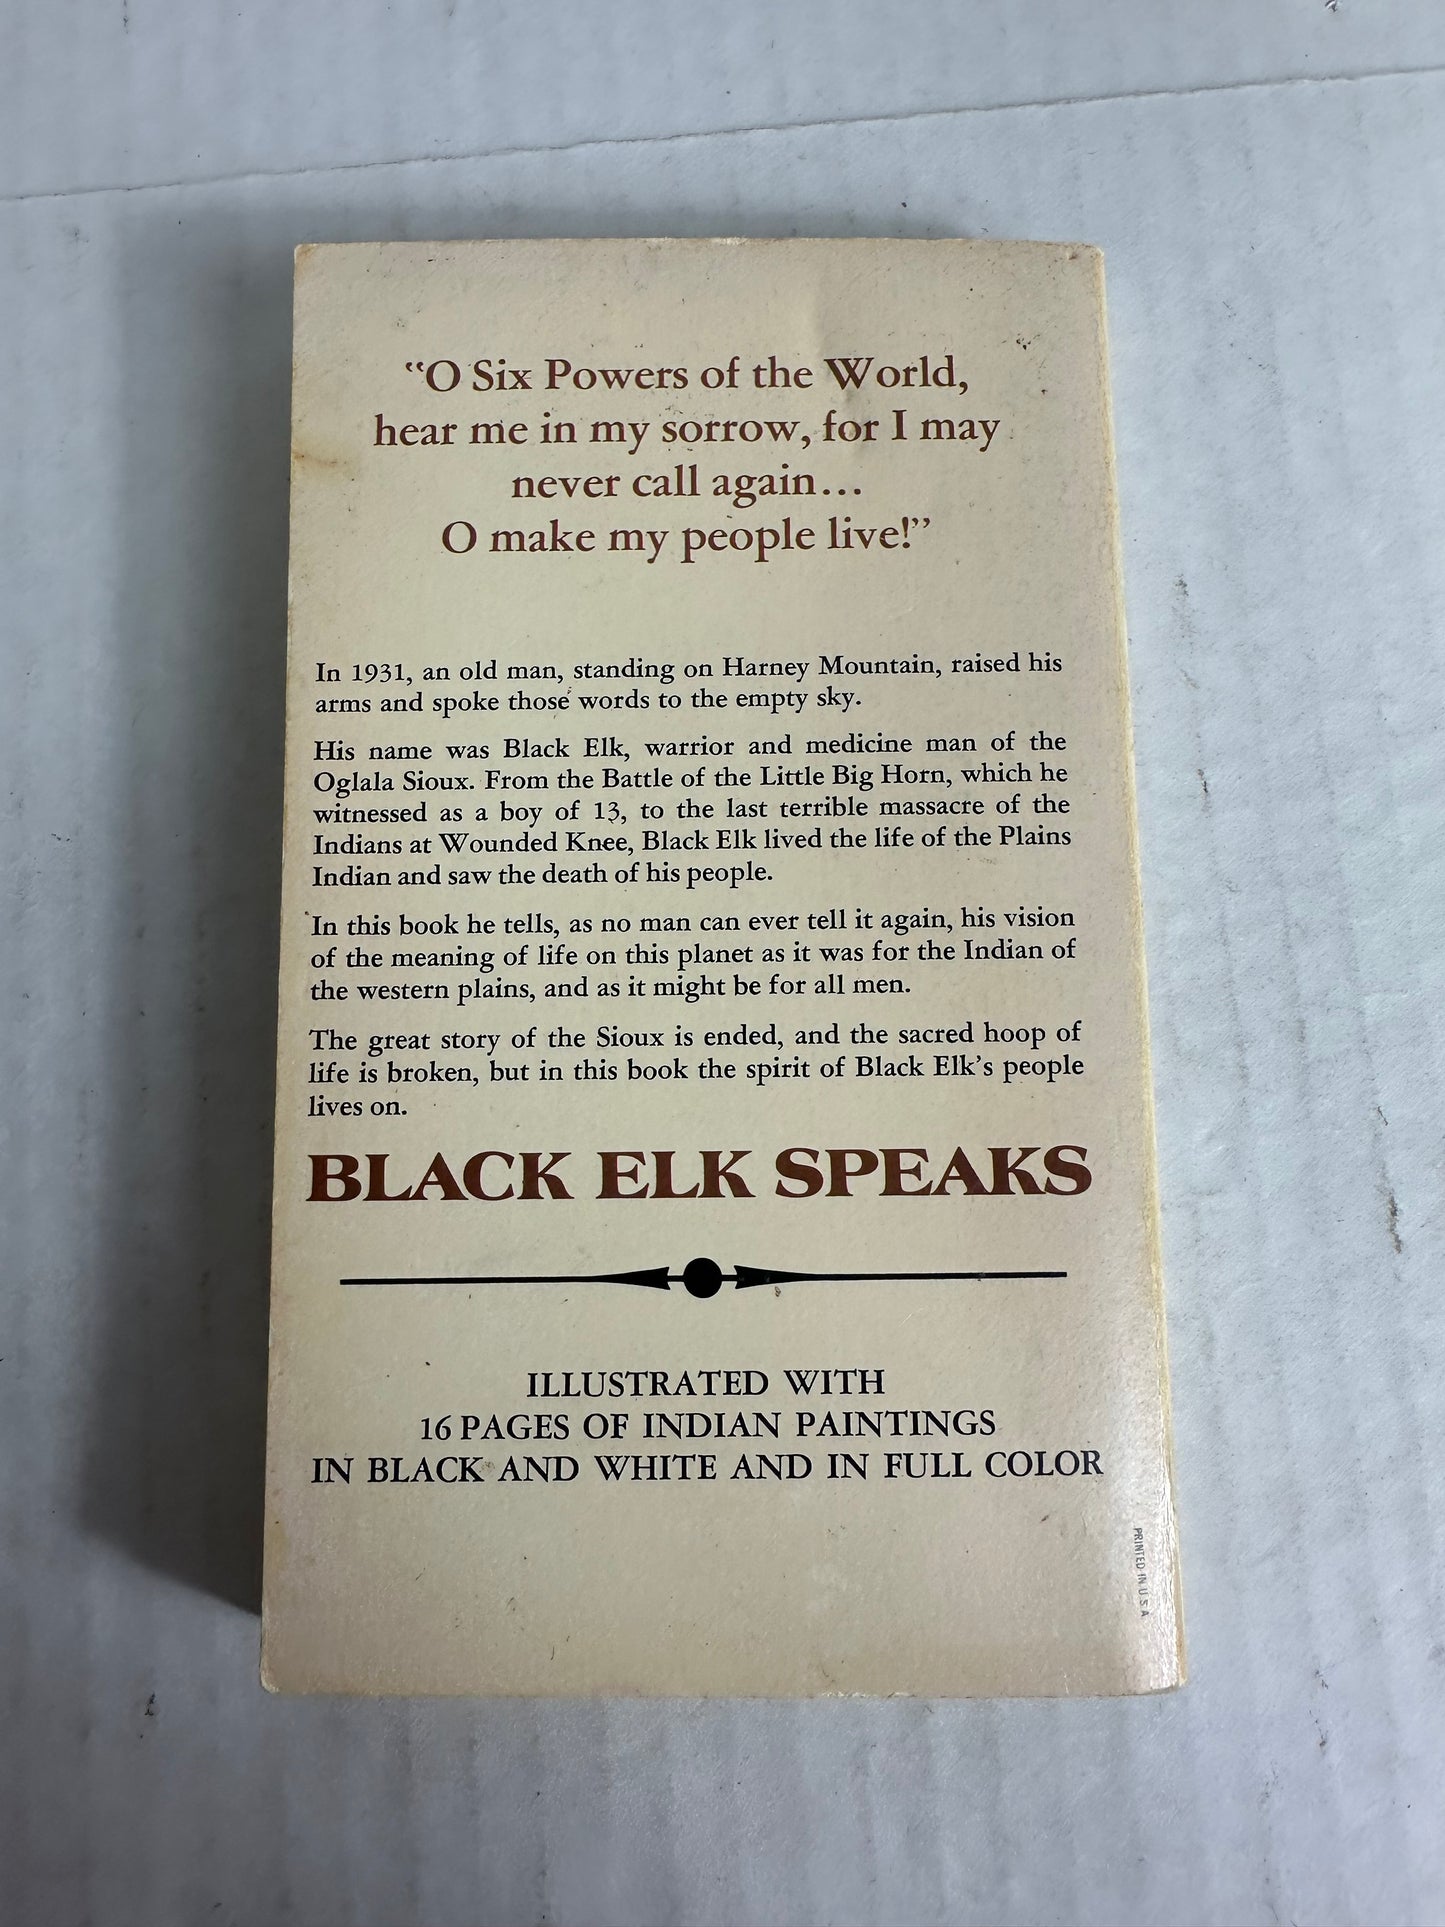 "O Six Powers of the World,
hear me in my sorrow, for I may
never call again...
O make my people live!"
In 1931, an old man, standing on Harney Mountain, raised his
arms and spoke those words to the empty sky.
His name was Black Elk, warrior and medicine man of the
Oglala Sioux. From the Battle of the Little Big Horn, which he
witnessed as a boy of 13, to the last terrible massacre of the
Indians at Wounded Knee, Black Elk lived the life of the Plains
Indian and saw the death of his people.
In this book he tells, as no man can ever tell it again, his vision
of the meaning of life on this planet as it was for the Indian of
the western plains, and as it might be for all men.
The great story of the Sioux is ended, and the sacred hoop of
life is broken, but in this book the spirit of Black Elk's people
lives on.
BLACK ELK SPEAKS
ILLUSTRATED WITH
16 PAGES OF INDIAN PAINTINGS
IN BLACK AND WHITE AND IN FULL COLOR
PRINTED IN U.S.A.